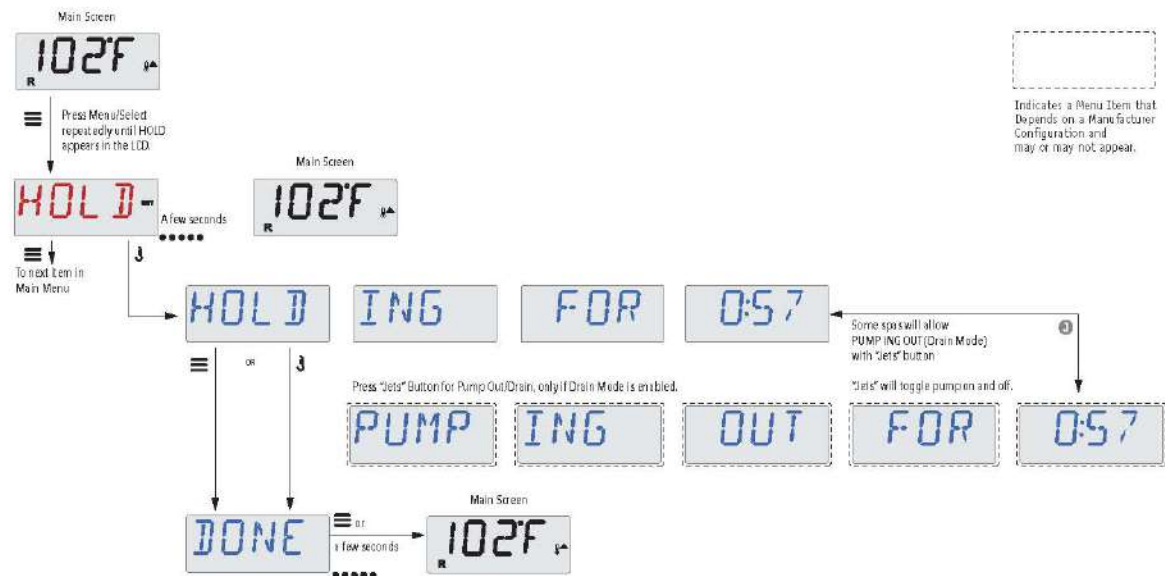 Main Screen
102°F
R
Press Menu/Select
repeatedly until HOLD
appears in the LCD.
Indicates a Menu Item that
Depends on a Manufacturer
Configuration and
may or may not appear.
HOLD
A few seconds
Main Screen
102°F
R
To next item in
Main Menu
HOLD ING FOR 0:57
OR
Some spas will allow
PUMP ING OUT (Drain Mode)
with "Jets" button
Press "Jets" Button for Pump Out/Drain, only if Drain Mode is enabled.
"Jets" will toggle pump on and off.
PUMP ING OUT FOR 0:57
DONE
or
a few seconds
Main Screen
102°F
R